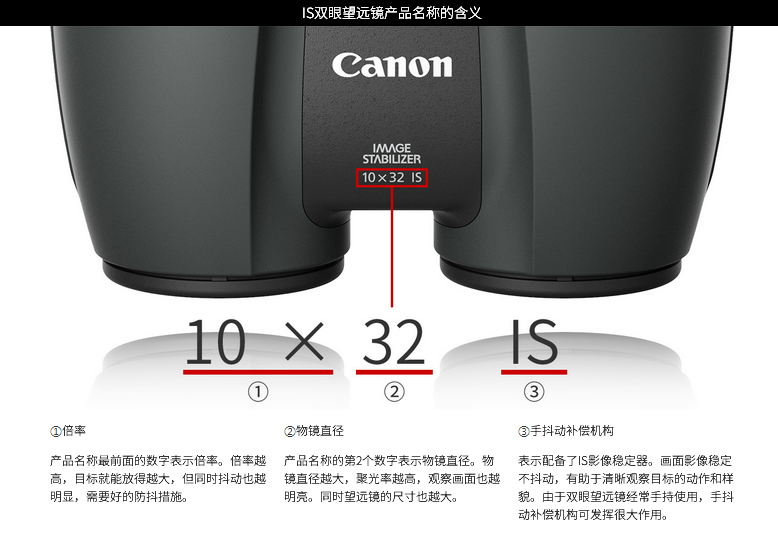 IS双眼望远镜产品名称的含义
Canon
IMAGE
STABILIZER
10×32 IS
10 × 32 IS
① ② ③
①倍率
产品名称最前面的数字表示倍率。倍率越
高，目标就能放得越大，但同时抖动也越
明显，需要好的防抖措施。
②物镜直径
产品名称的第2个数字表示物镜直径。物
镜直径越大，聚光率越高，观察画面也越
明亮。同时望远镜的尺寸也越大。
③手抖动补偿机构
表示配备了IS影像稳定器。画面影像稳定
不抖动，有助于清晰观察目标的动作和样
貌。由于双眼望远镜经常手持使用，手抖
动补偿机构可发挥很大作用。